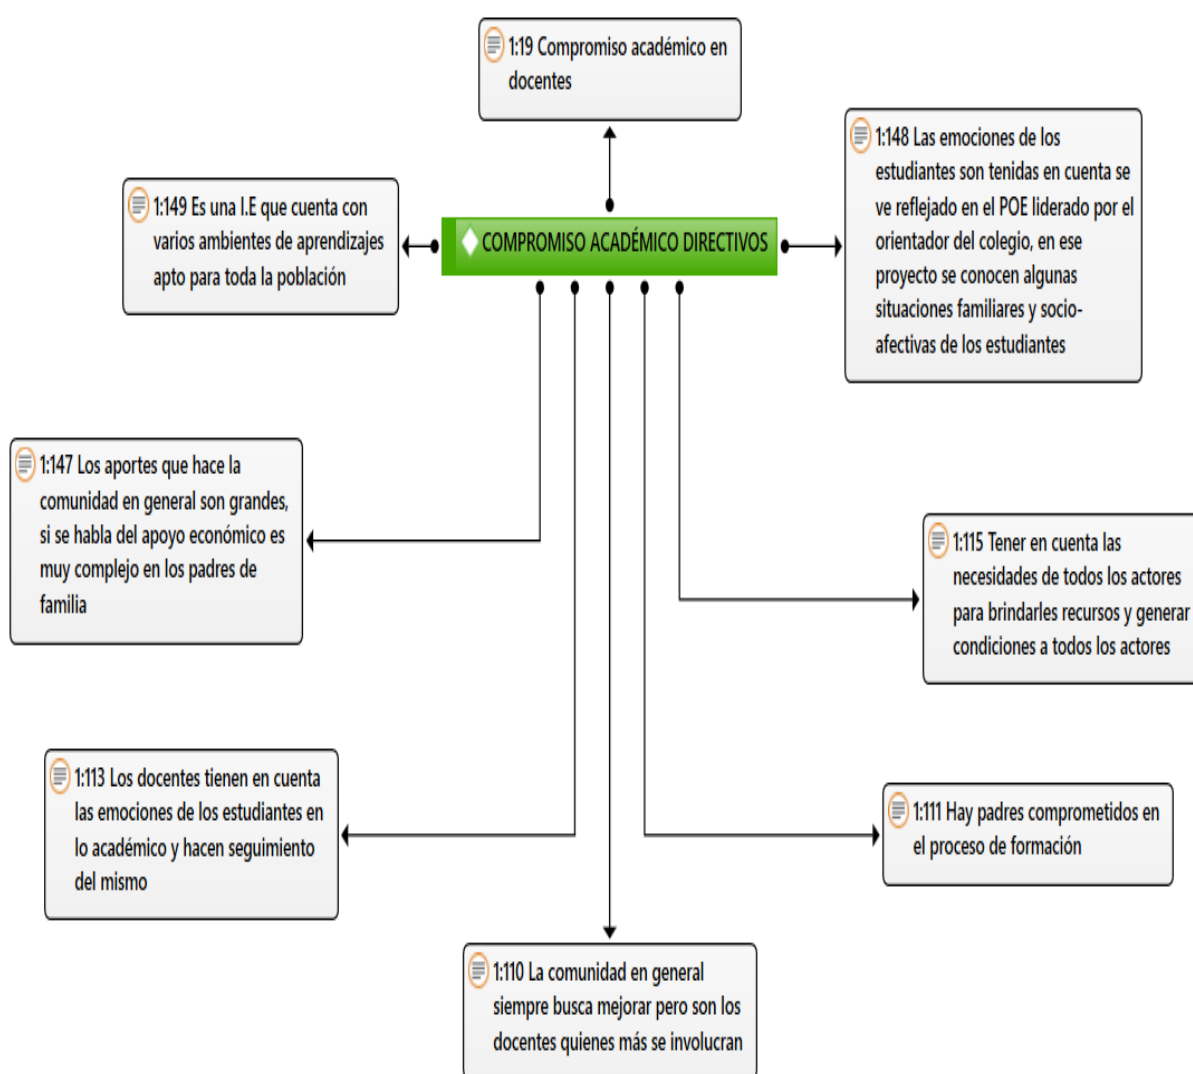 1:19 Compromiso académico en
docentes
1:148 Las emociones de los
estudiantes son tenidas en cuenta se
ve reflejado en el POE liderado por el
orientador del colegio, en ese
proyecto se conocen algunas
situaciones familiares y socio-
afectivas de los estudiantes
1:149 Es una I.E que cuenta con
varios ambientes de aprendizajes
apto para toda la población
COMPROMISO ACADÉMICO DIRECTIVOS
1:147 Los aportes que hace la
comunidad en general son grandes,
si se habla del apoyo económico es
muy complejo en los padres de
familia
1:115 Tener en cuenta las
necesidades de todos los actores
para brindarles recursos y generar
condiciones a todos los actores
1:113 Los docentes tienen en cuenta
las emociones de los estudiantes en
lo académico y hacen seguimiento
del mismo
1:111 Hay padres comprometidos en
el proceso de formación
1:110 La comunidad en general
siempre busca mejorar pero son los
docentes quienes más se involucran